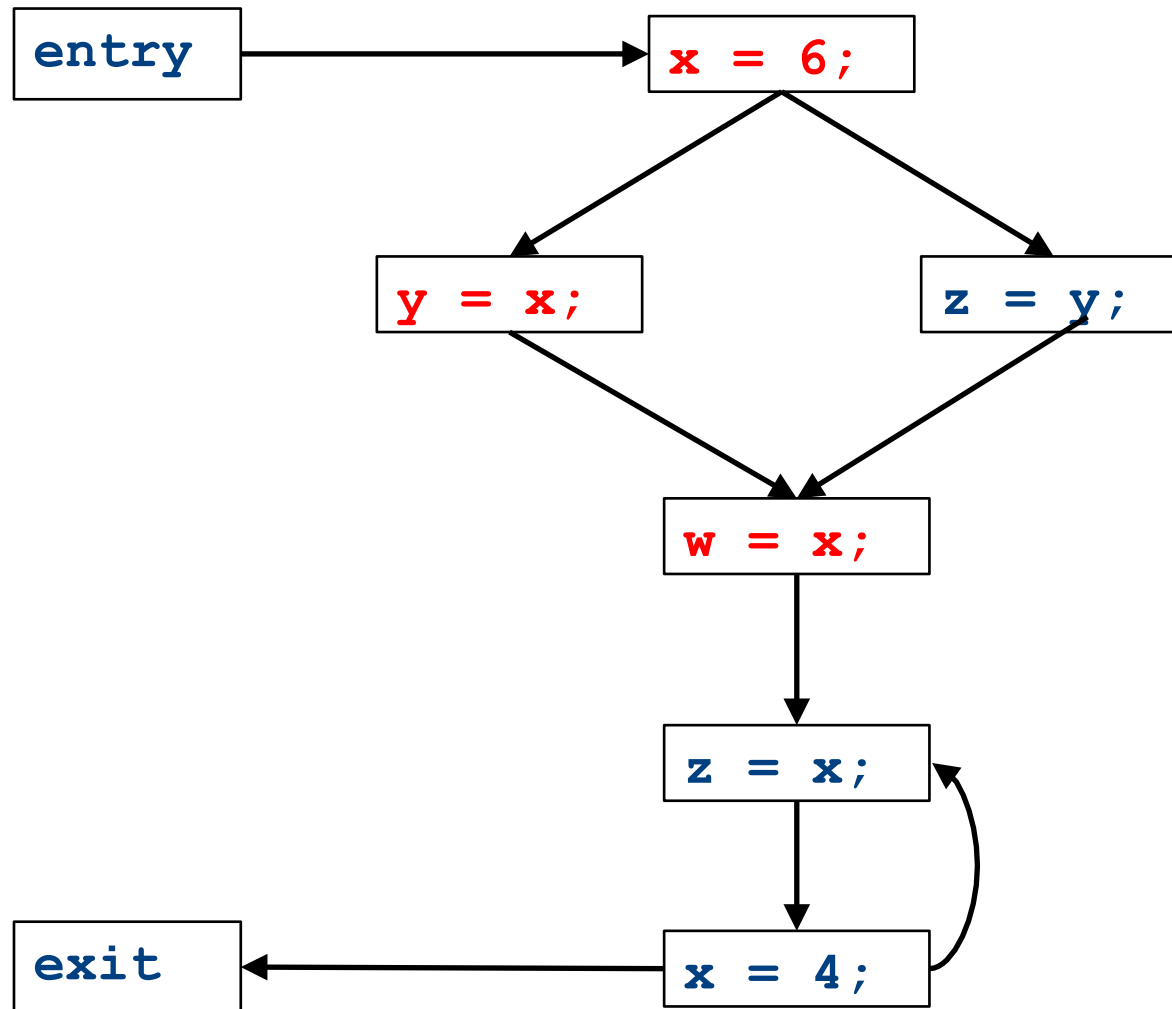 entry
x = 6;
y = x;
z = y;
w = x;
z = x;
x = 4;
exit